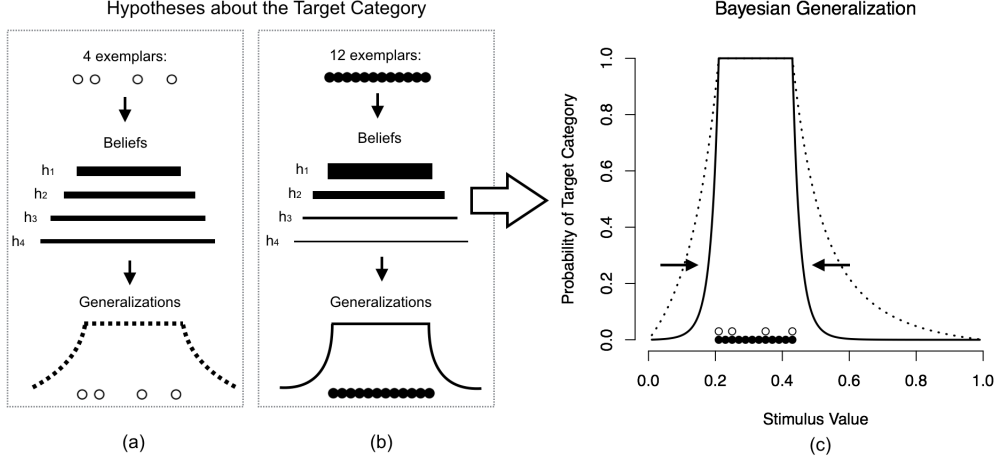 Hypotheses about the Target Category
4 exemplars:
Beliefs
h1
h2
h3
h4
Generalizations
(a)
12 exemplars:
Beliefs
h1
h2
h3
h4
Generalizations
(b)
Bayesian Generalization
Probability of Target Category
1.0
0.8
0.6
0.4
0.2
0.0
0.0 0.2 0.4 0.6 0.8 1.0
Stimulus Value
(c)